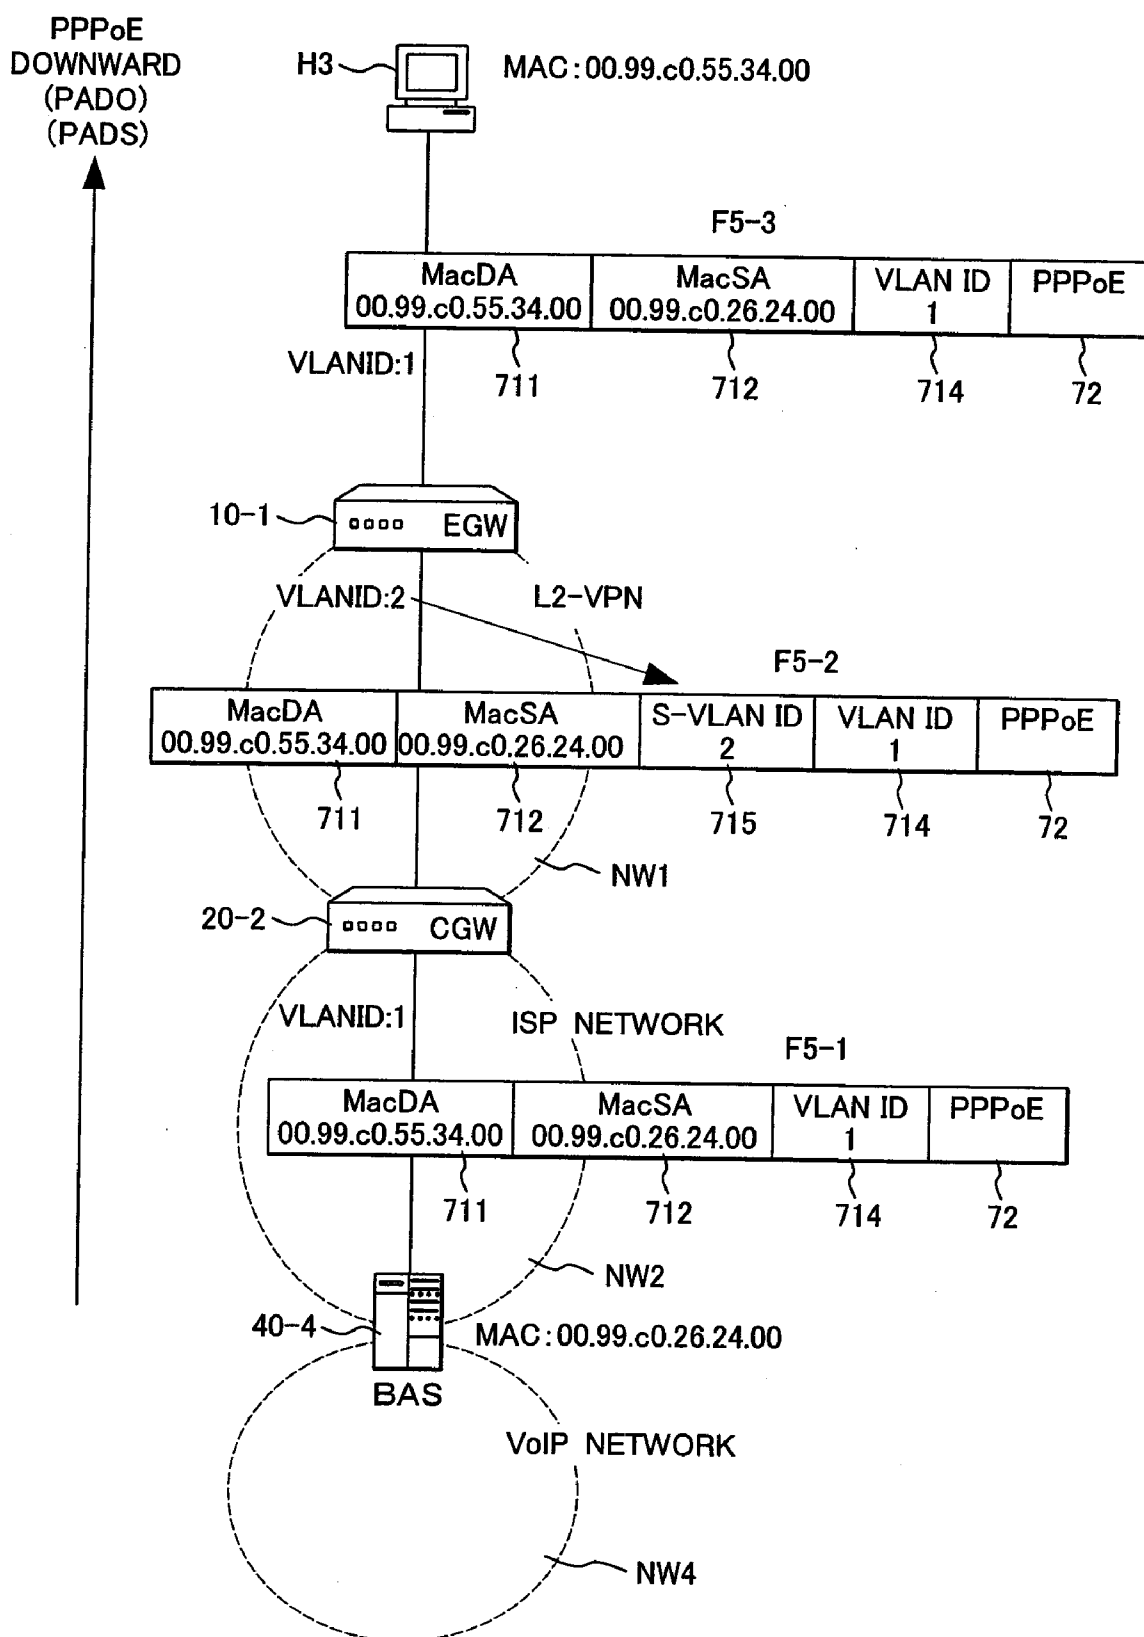 PPPoE
DOWNWARD
(PADO)
(PADS)
H3
MAC:00.99.c0.55.34.00
F5-3
MacDA
00.99.c0.55.34.00
MacSA
00.99.c0.26.24.00
VLAN ID
1
PPPoE
VLANID:1
711
712
714
72
10-1
EGW
VLANID:2
L2-VPN
F5-2
MacDA
00.99.c0.55.34.00
MacSA
00.99.c0.26.24.00
S-VLAN ID
2
VLAN ID
1
PPPoE
711
712
715
714
72
NW1
20-2
CGW
VLANID:1
ISP NETWORK
F5-1
MacDA
00.99.c0.55.34.00
MacSA
00.99.c0.26.24.00
VLAN ID
1
PPPoE
711
712
714
72
NW2
40-4
MAC:00.99.c0.26.24.00
BAS
VoIP NETWORK
NW4